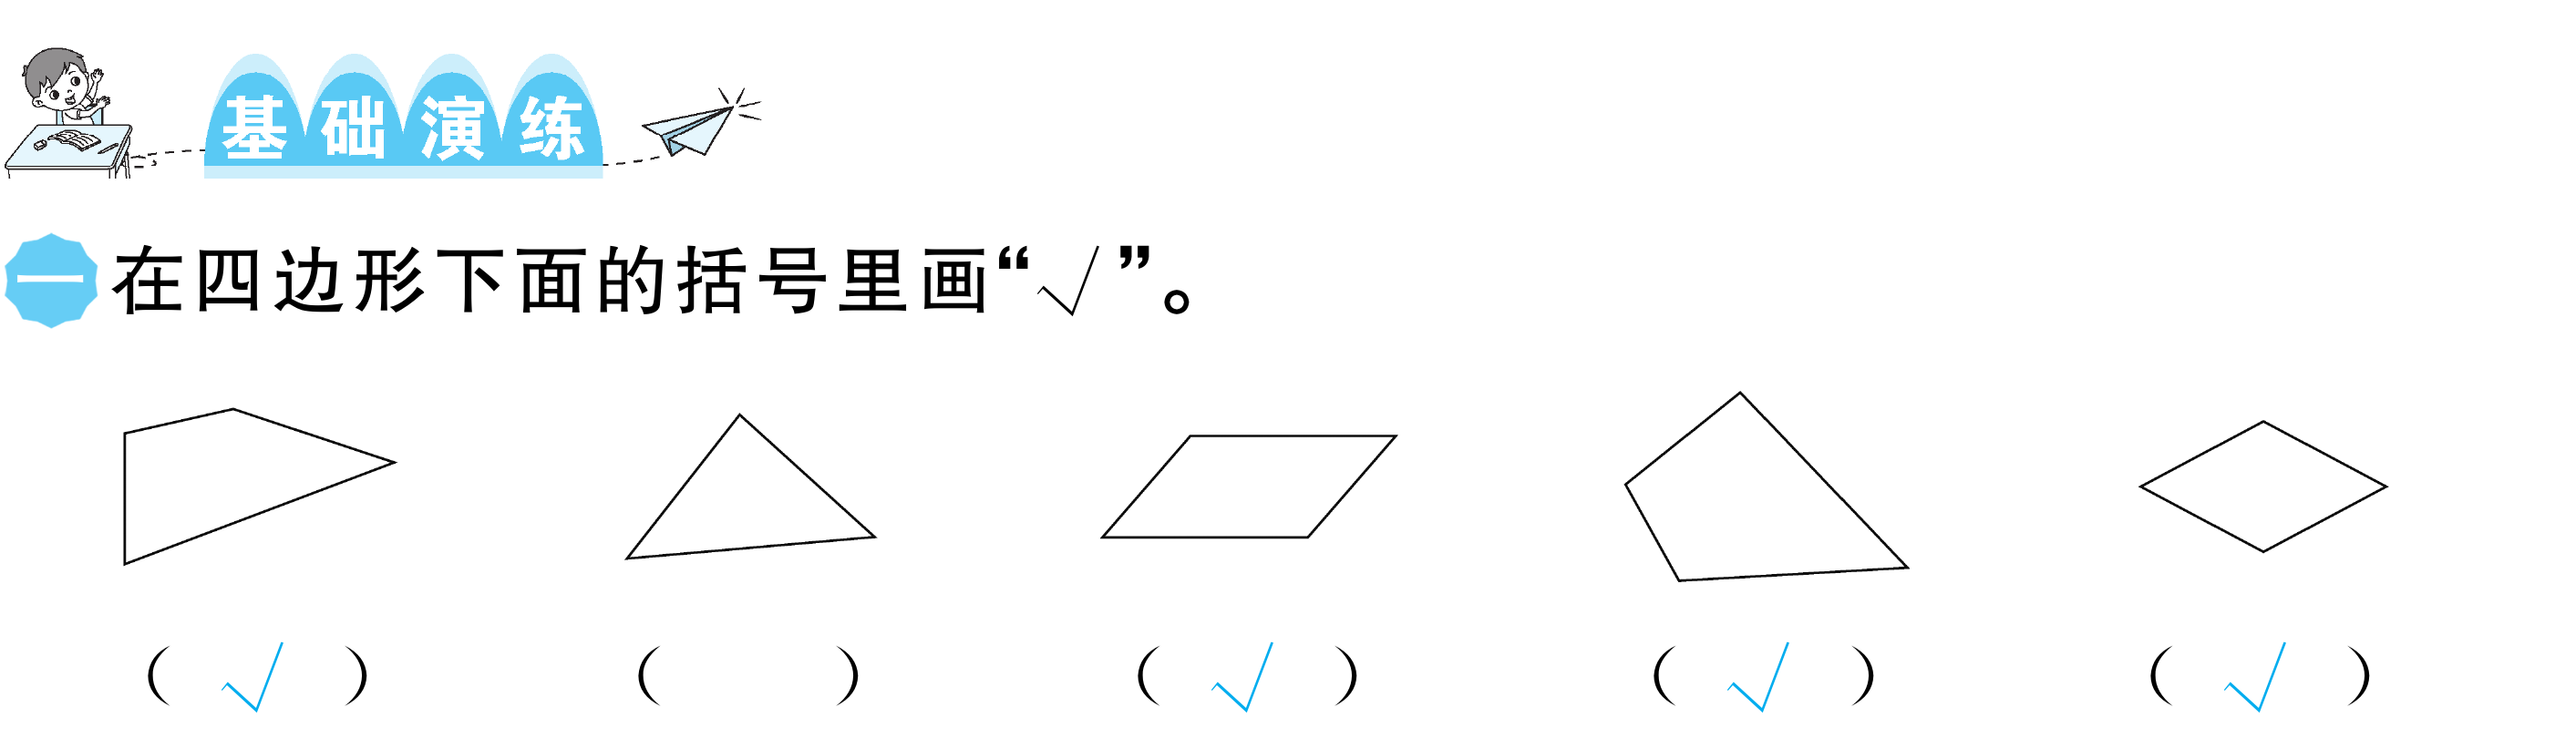 基础演练
一 在四边形下面的括号里画“√”。
（ √ ） （ ） （ √ ） （ √ ） （ √ ）